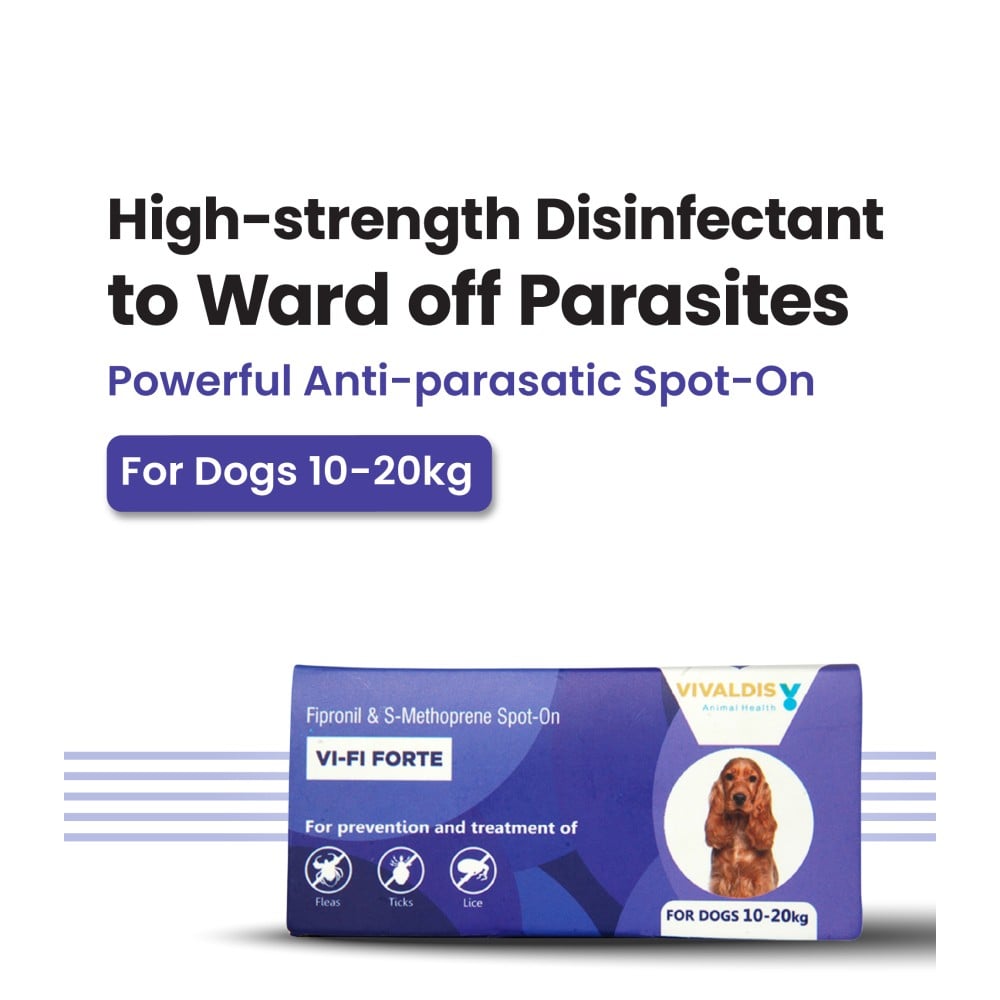 High-strength Disinfectant
to Ward off Parasites
Powerful Anti-parasatic Spot-On
For Dogs 10-20kg
VIVALDIS
Animal Health
Fipronil & S-Methoprene Spot-On
VI-FI FORTE
For prevention and treatment of
Fleas Ticks Lice
FOR DOGS 10-20kg